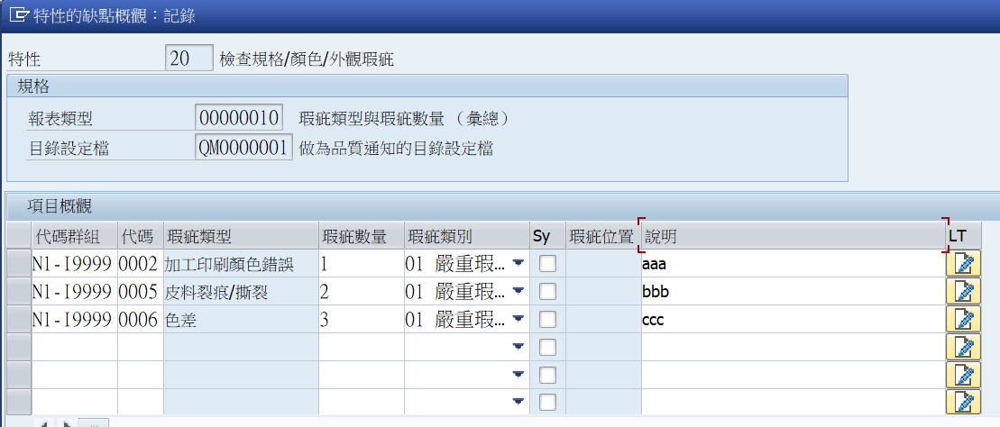 特性的缺點概觀：記錄
特性 20 檢查規格/顏色/外觀瑕疵
規格
報表類型 00000010 瑕疵類型與瑕疵數量（彙總）
目錄設定檔 QM0000001 做為品質通知的目錄設定檔
項目概觀
代碼群組 代碼 瑕疵類型 瑕疵數量 瑕疵類別 Sy 瑕疵位置 說明 LT
N1-I9999 0002 加工印刷顏色錯誤 1 01 嚴重瑕... aaa
N1-I9999 0005 皮料裂痕/撕裂 2 01 嚴重瑕... bbb
N1-I9999 0006 色差 3 01 嚴重瑕... ccc